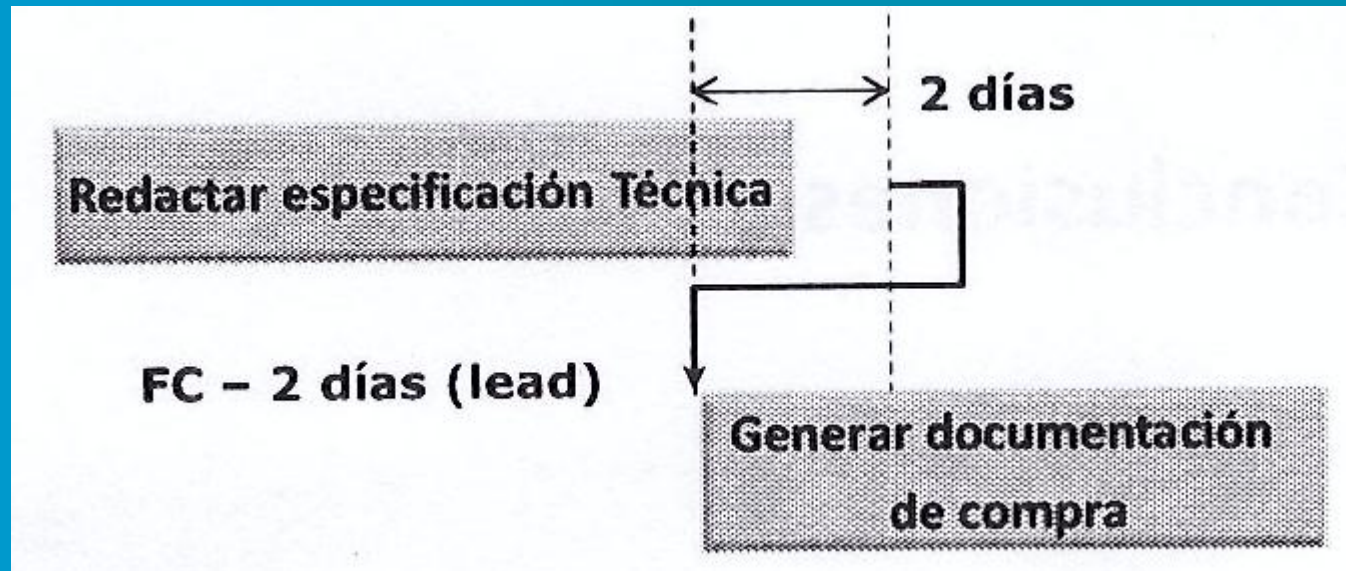 2 días
Redactar especificación Técnica
FC – 2 días (lead)
Generar documentación
de compra